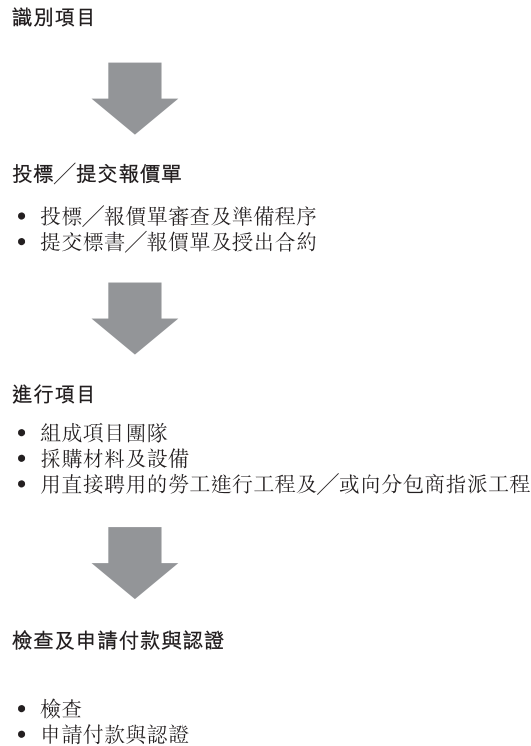 識別項目
投標╱提交報價單
• 投標╱報價單審查及準備程序
• 提交標書╱報價單及授出合約
進行項目
• 組成項目團隊
• 採購材料及設備
• 用直接聘用的勞工進行工程及╱或向分包商指派工程
檢查及申請付款與認證
• 檢查
• 申請付款與認證